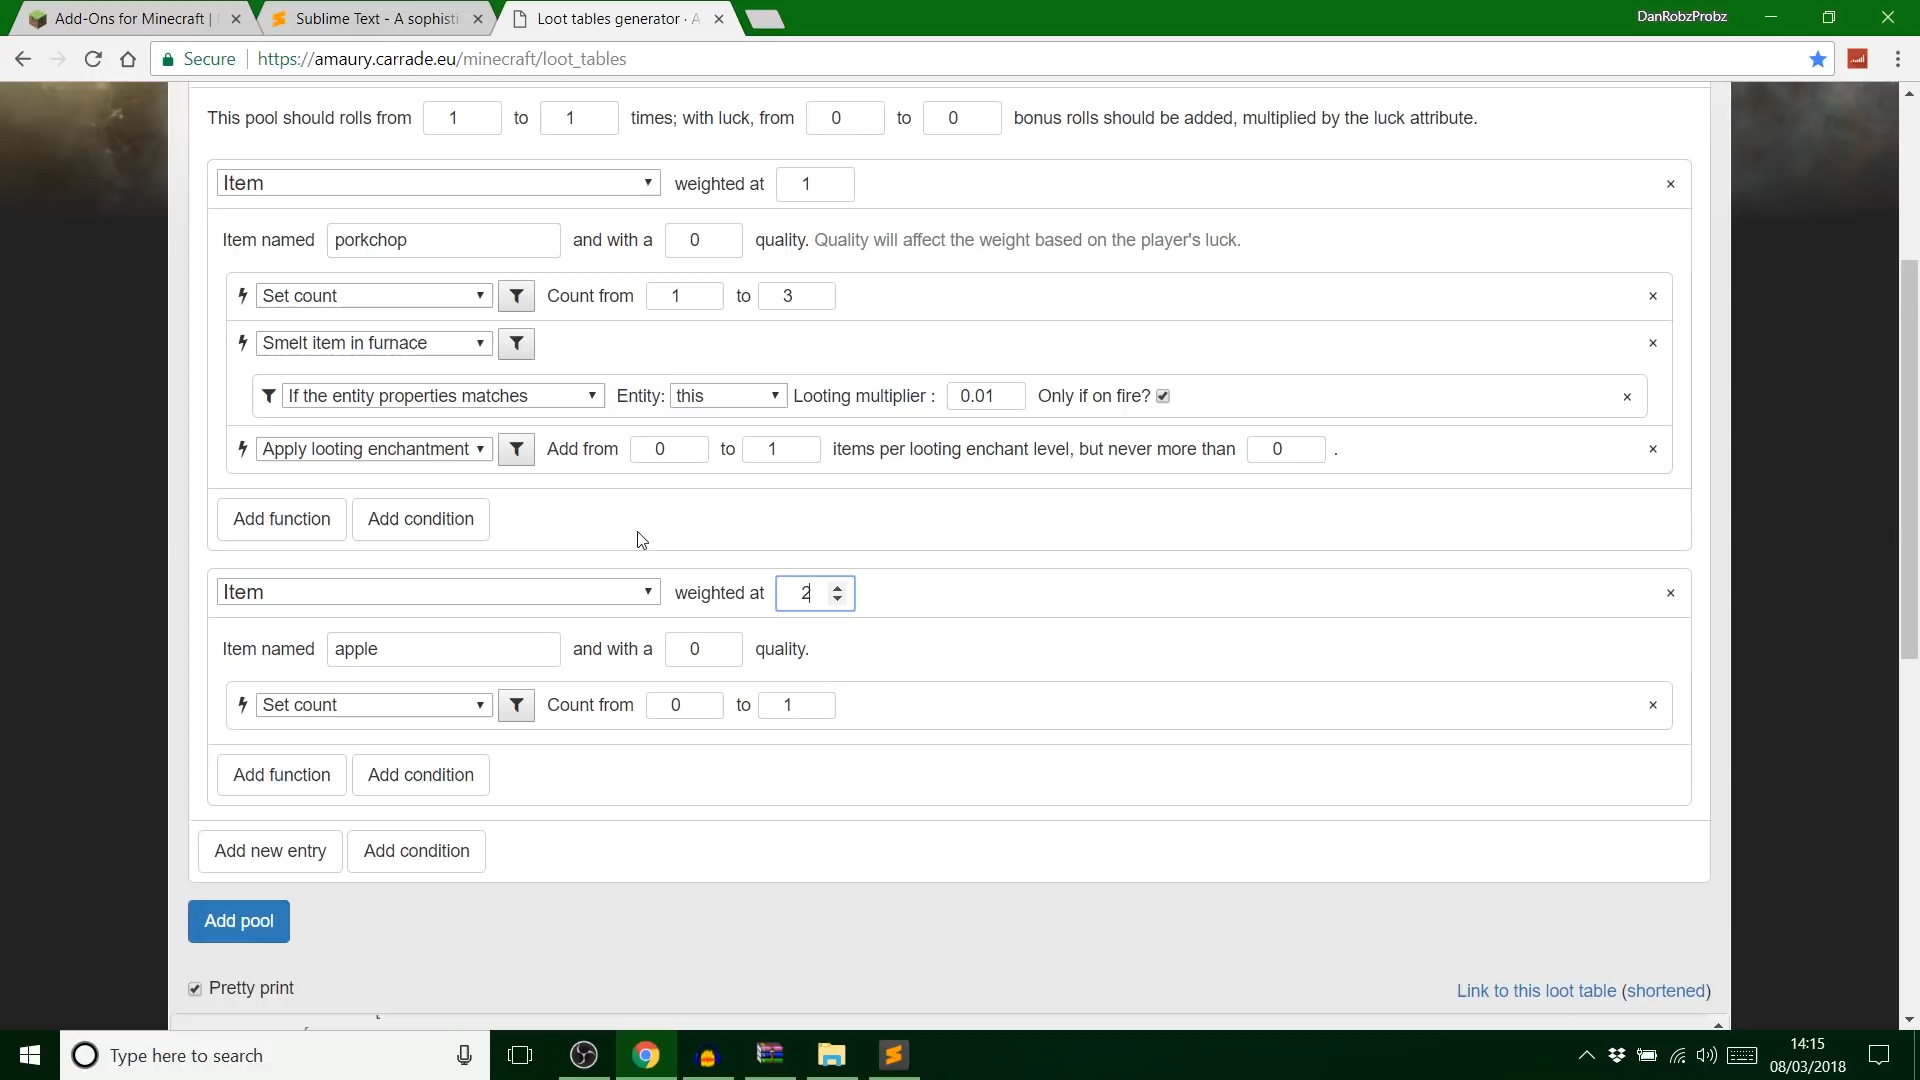 Add-Ons for Minecraft |
Sublime Text - A sophisti
Loot tables generator · A
DanRobzProbz
Secure
https://amaury.carrade.eu/minecraft/loot_tables
This pool should rolls from 1 to 1 times; with luck, from 0 to 0 bonus rolls should be added, multiplied by the luck attribute.
Item weighted at 1 ×
Item named porkchop and with a 0 quality. Quality will affect the weight based on the player's luck.
Set count Count from 1 to 3 ×
Smelt item in furnace ×
If the entity properties matches Entity: this Looting multiplier : 0.01 Only if on fire? ×
Apply looting enchantment Add from 0 to 1 items per looting enchant level, but never more than 0 . ×
Add function Add condition
Item weighted at 2 ×
Item named apple and with a 0 quality.
Set count Count from 0 to 1 ×
Add function Add condition
Add new entry Add condition
Add pool
Pretty print
Link to this loot table (shortened)
Type here to search
14:15
08/03/2018